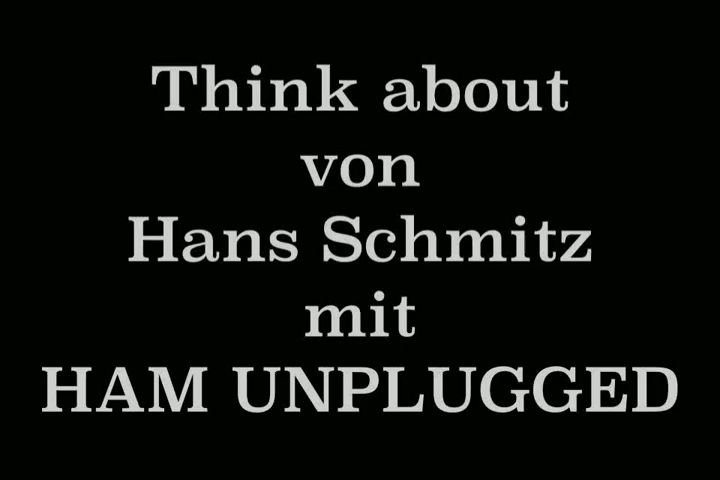 Think about
von
Hans Schmitz
mit
HAM UNPLUGGED